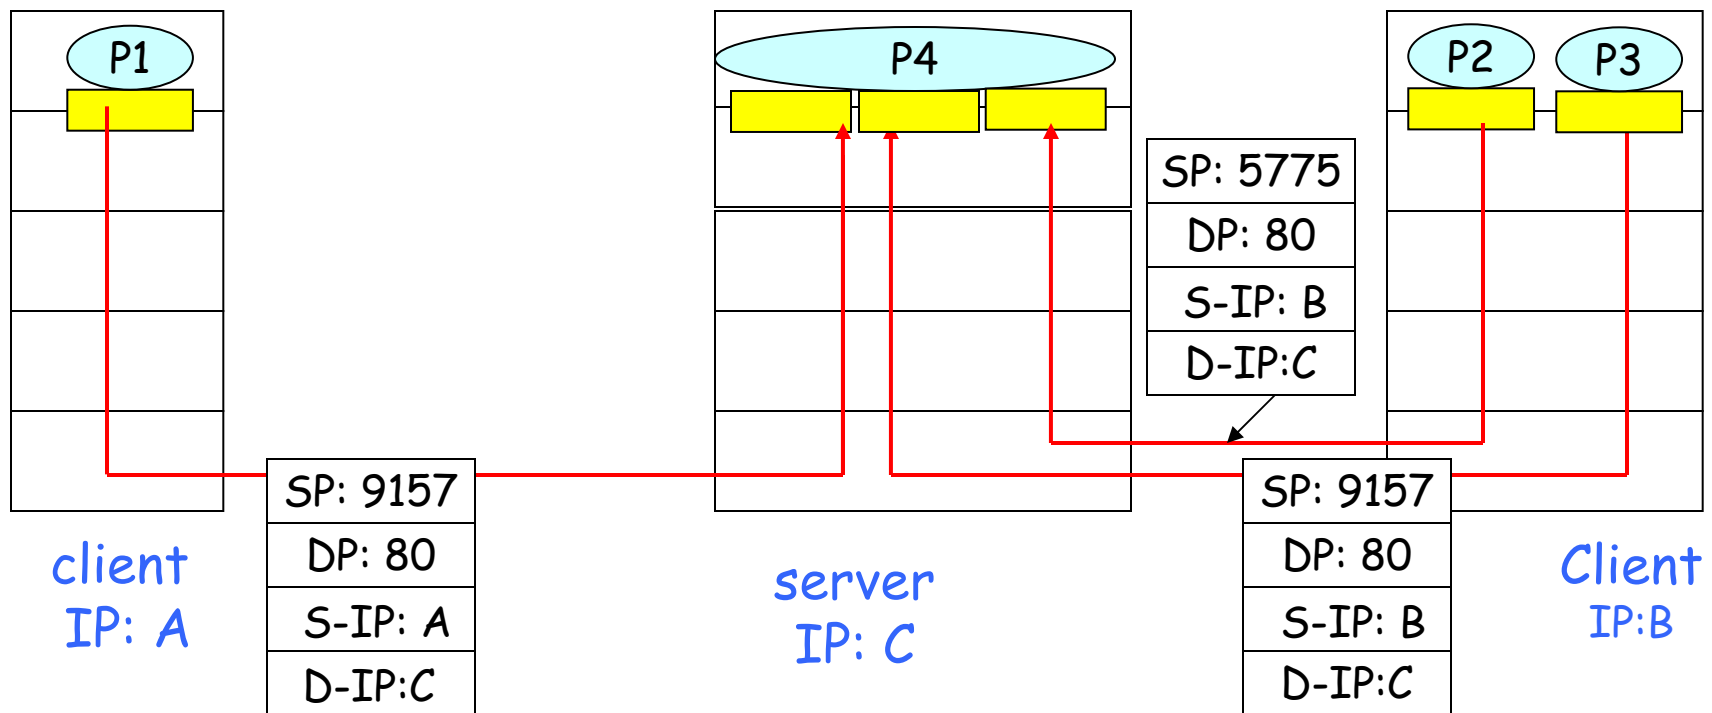 P1
P4
P2
P3
SP: 5775
DP: 80
S-IP: B
D-IP:C
SP: 9157
DP: 80
S-IP: A
D-IP:C
SP: 9157
DP: 80
S-IP: B
D-IP:C
client
IP: A
server
IP: C
Client
IP:B